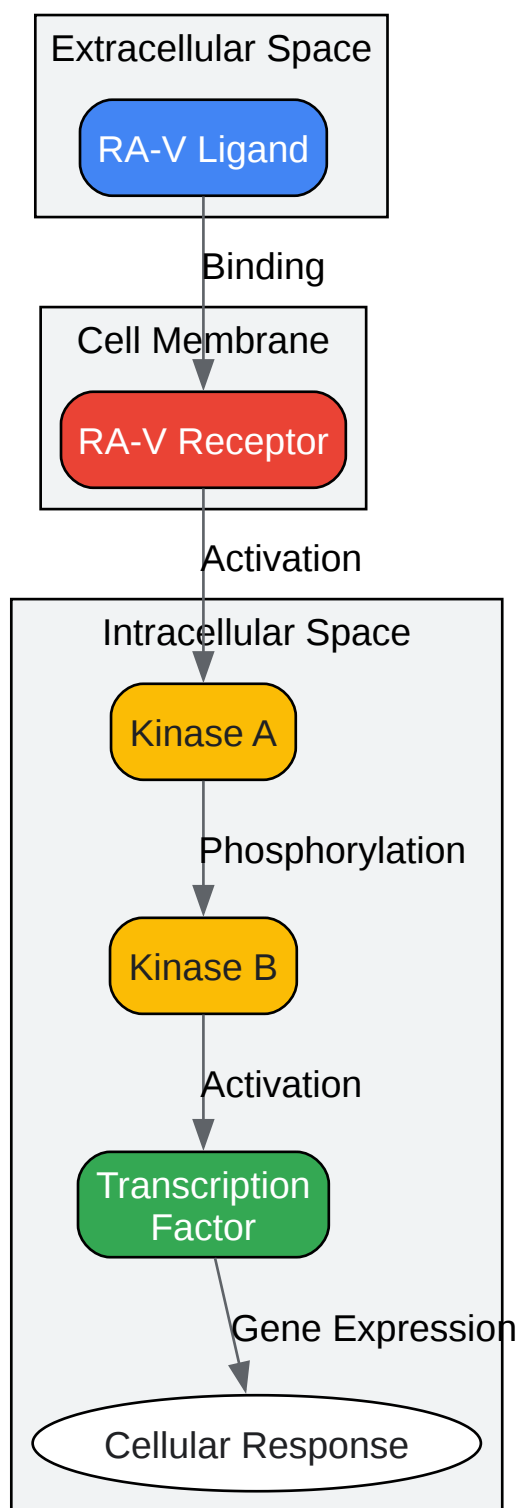 Extracellular Space
RA-V Ligand
Binding
Cell Membrane
RA-V Receptor
Activation
Intracellular Space
Kinase A
Phosphorylation
Kinase B
Activation
Transcription
Factor
Gene Expression
Cellular Response